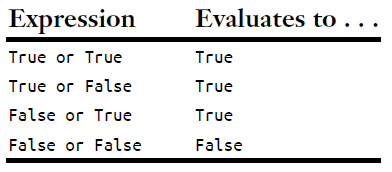 Expression Evaluates to . . .
True or True True
True or False True
False or True True
False or False False